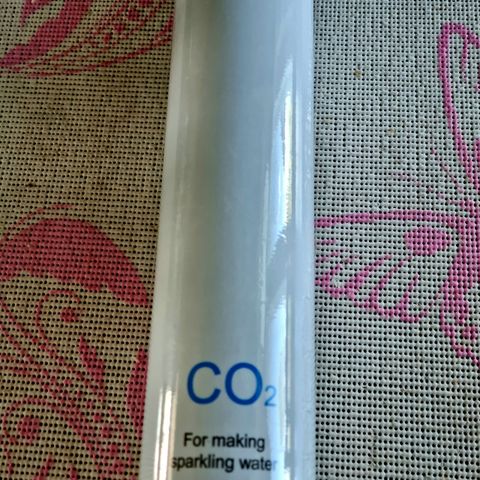 CO₂
For making
sparkling water